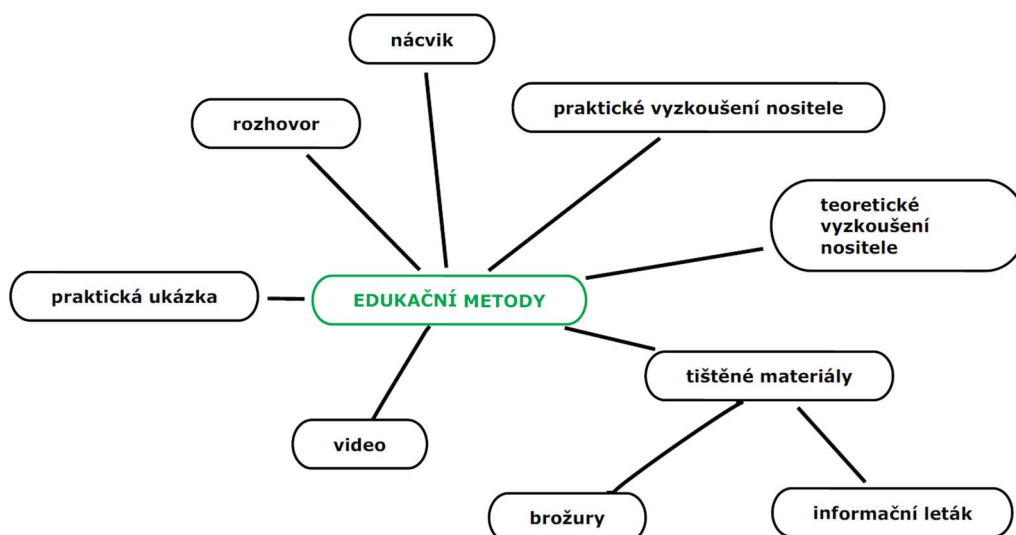 nácvik
praktické vyzkoušení nositele
rozhovor
teoretické
vyzkoušení
nositele
praktická ukázka
EDUKAČNÍ METODY
tištěné materiály
video
brožury
informační leták